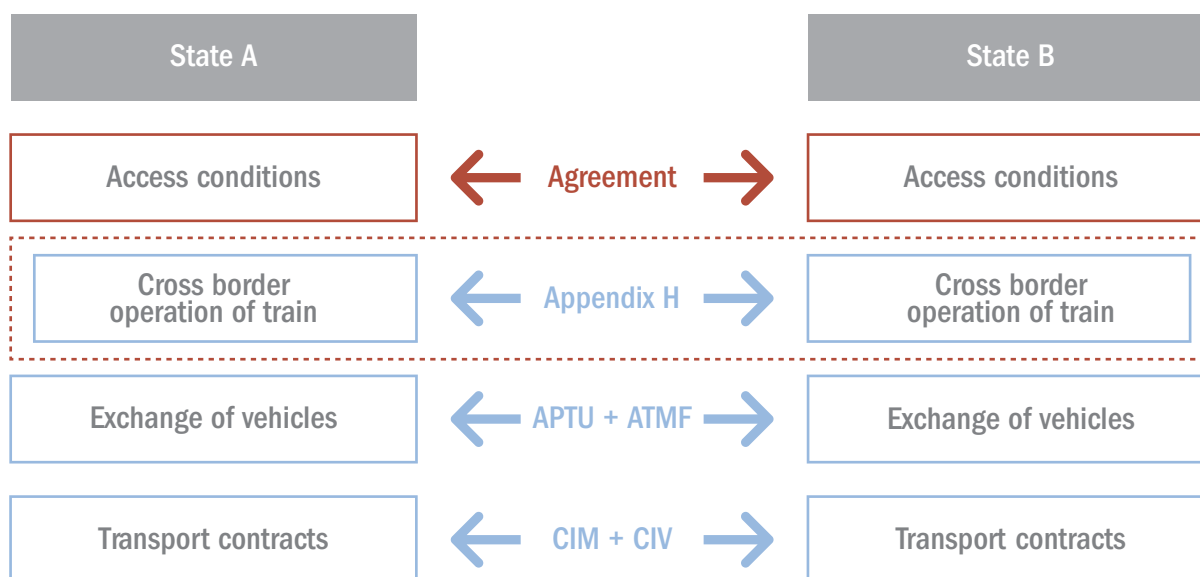 State A
State B
Access conditions
Agreement
Access conditions
Cross border
operation of train
Appendix H
Cross border
operation of train
Exchange of vehicles
APTU + ATMF
Exchange of vehicles
Transport contracts
CIM + CIV
Transport contracts